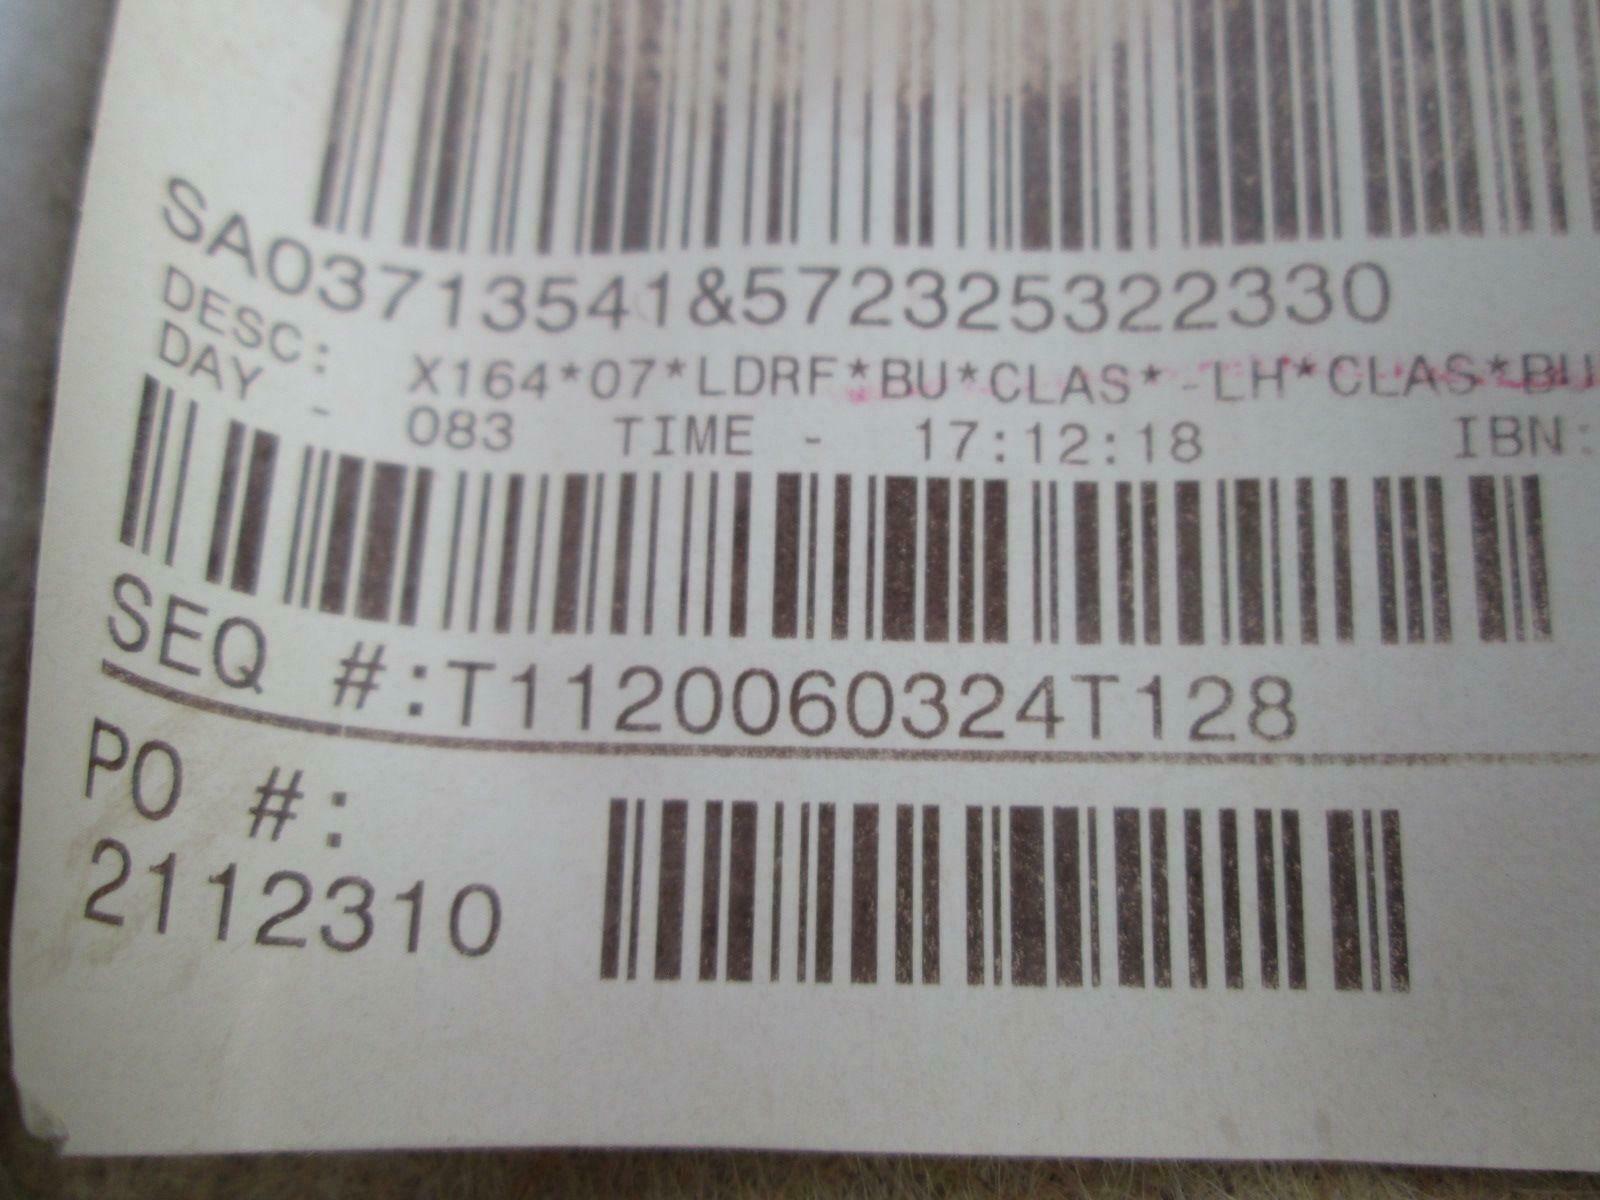 SA03713541&572325322330
DESC: X164*07*LDRF*BU*CLAS*-LH*CLAS*BU
DAY - 083 TIME - 17:12:18 IBN:
SEQ #:T1120060324T128
PO #:
2112310